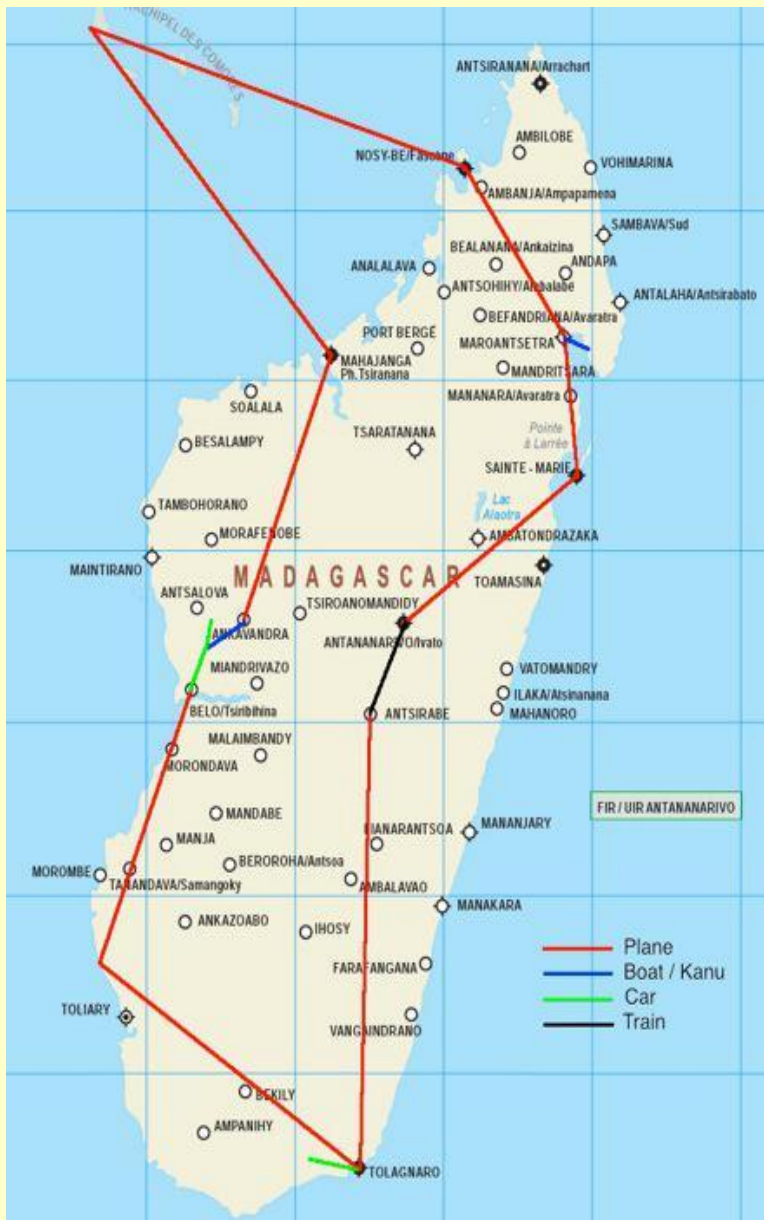 ARCHIPEL DES COMORES
ANTSIRANANA/Arrachart
AMBILOBE
NOSY-BE/Fascene
VOHIMARINA
AMBANJA/Ampapamena
SAMBAVA/Sud
BEALANANA/Ankaizina
ANALALAVA
ANDAPA
ANTSOHIHY/Ambalabe
ANTALAHA/Antsirabato
BEFANDRIANA/Avaratra
PORT BERGÉ
MAROANTSETRA
MAHAJANGA
Ph.Tsiranana
MANDRITSARA
SOALALA
MANANARA/Avaratra
TSARATANANA
Pointe
à Larrée
BESALAMPY
SAINTE - MARIE
Lac
Alaotra
TAMBOHORANO
MORAFENOBE
AMBATONDRAZAKA
MAINTIRANO
MADAGASCAR
TOAMASINA
ANTSALOVA
TSIROANOMANDIDY
ANKAVANDRA
ANTANANARIVO/Ivato
MIANDRIVAZO
VATOMANDRY
ILAKA/Atsinanana
BELO/Tsiribihina
ANTSIRABE
MAHANORO
MALAIMBANDY
MORONDAVA
FIR / UIR ANTANANARIVO
MANDABE
MANANJARY
MANJA
FIANARANTSOA
BEROROHA/Antsoa
MOROMBE
TANANDAVA/Samangoky
AMBALAVAO
MANAKARA
ANKAZOABO
IHOSY
Plane
FARAFANGANA
Boat / Kanu
Car
TOLIARY
VANGAINDRANO
Train
BEKILY
AMPANIHY
TOLAGNARO